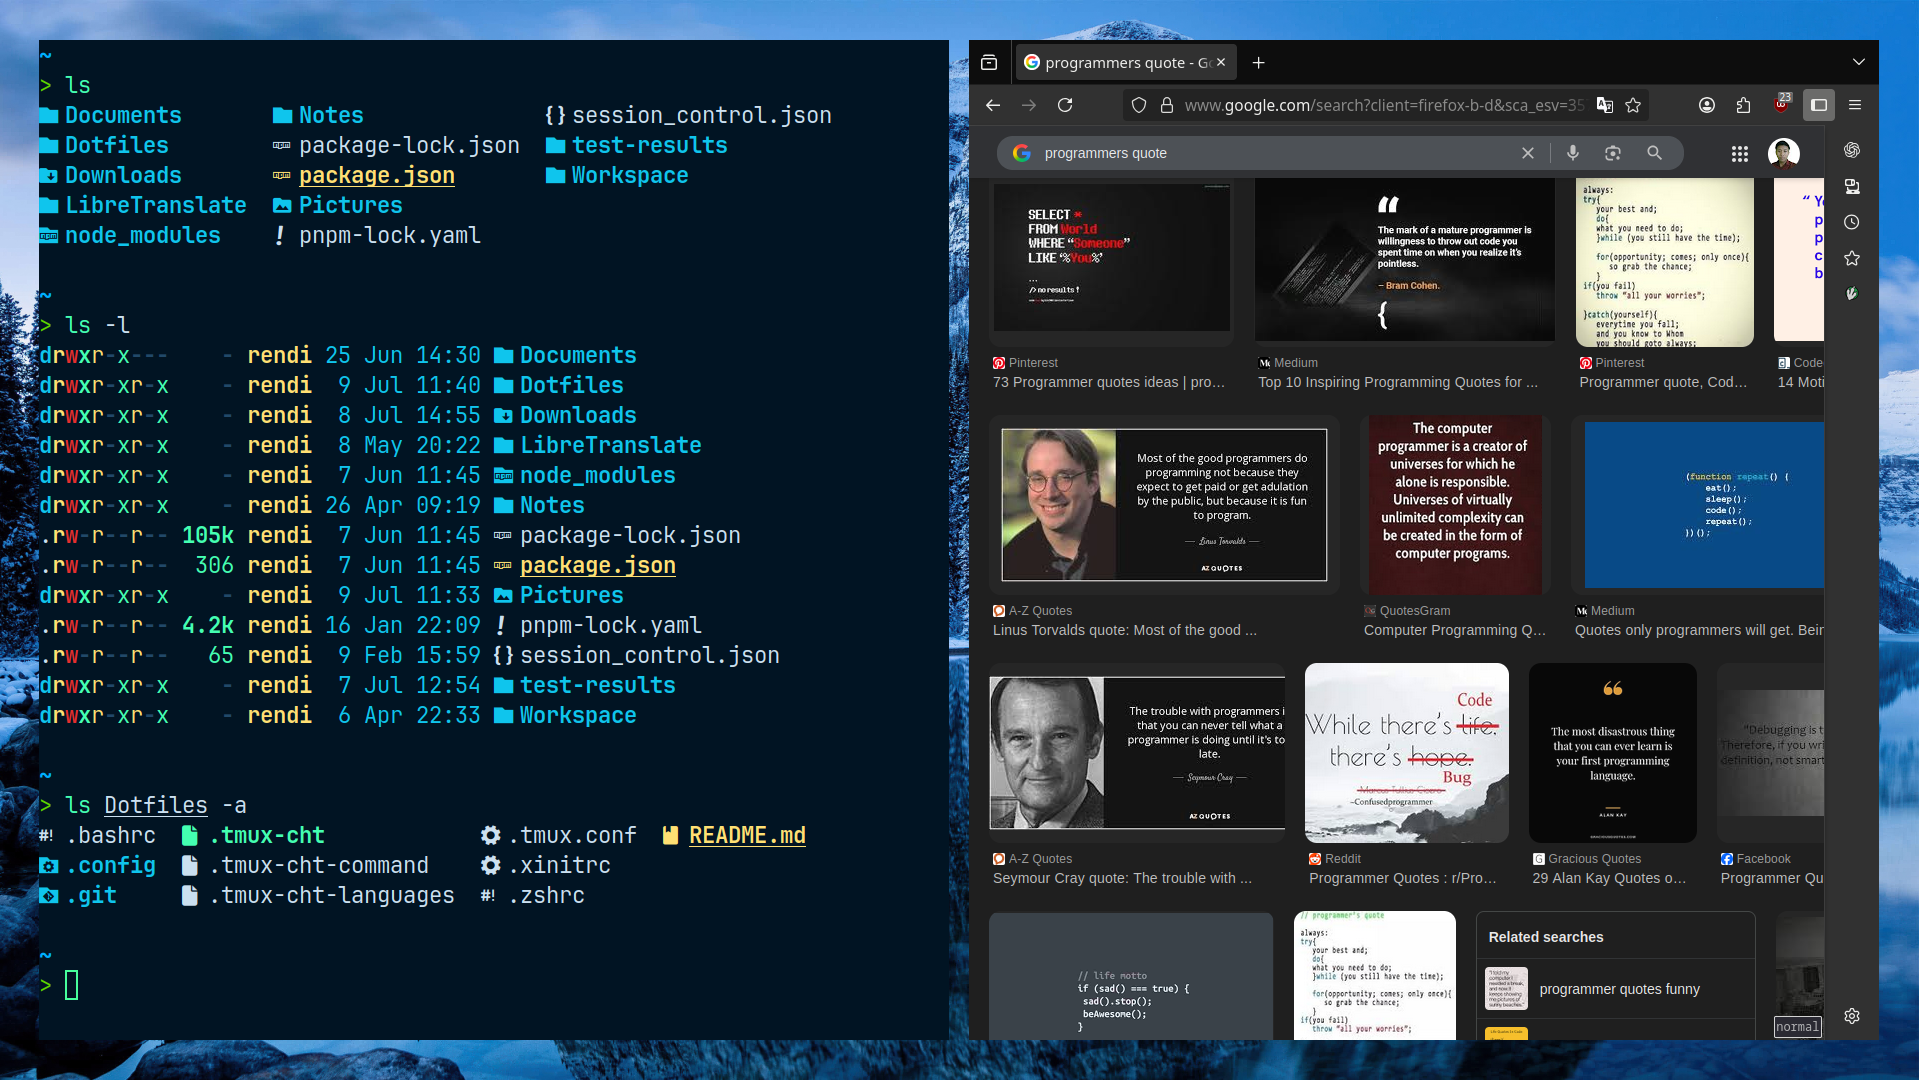 ~
> ls
Documents Notes {} session_control.json
Dotfiles package-lock.json test-results
Downloads package.json Workspace
LibreTranslate Pictures
node_modules ! pnpm-lock.yaml
~
> ls -l
drwxr-x--- - rendi 25 Jun 14:30 Documents
drwxr-xr-x - rendi 9 Jul 11:40 Dotfiles
drwxr-xr-x - rendi 8 Jul 14:55 Downloads
drwxr-xr-x - rendi 8 May 20:22 LibreTranslate
drwxr-xr-x - rendi 7 Jun 11:45 node_modules
drwxr-xr-x - rendi 26 Apr 09:19 Notes
.rw-r--r-- 105k rendi 7 Jun 11:45 package-lock.json
.rw-r--r-- 306 rendi 7 Jun 11:45 package.json
drwxr-xr-x - rendi 9 Jul 11:33 Pictures
.rw-r--r-- 4.2k rendi 16 Jan 22:09 ! pnpm-lock.yaml
.rw-r--r-- 65 rendi 9 Feb 15:59 {} session_control.json
drwxr-xr-x - rendi 7 Jul 12:54 test-results
drwxr-xr-x - rendi 6 Apr 22:33 Workspace
~
> ls Dotfiles -a
#! .bashrc .tmux-cht .tmux.conf README.md
.config .tmux-cht-command .xinitrc
.git .tmux-cht-languages #! .zshrc
~
>
programmers quote - Go
www.google.com/search?client=firefox-b-d&sca_esv=35
23
programmers quote
SELECT *
FROM World
WHERE “Someone”
LIKE ‘%You%’
...
/> no results !
“
The mark of a mature programmer is
willingness to throw out code you
spent time on when you realize it’s
pointless.
– Bram Cohen.
{
always:
try{
your best and;
do{
what you need to do;
}while (you still have the time);
for(opportunity; comes; only once){
so grab the chance;
}
if(you fail)
throw “all your worries”;
}catch(yourself){
everytime you fall;
and you know to Whom
you should goto always;
Pinterest
73 Programmer quotes ideas | pro...
Medium
Top 10 Inspiring Programming Quotes for ...
Pinterest
Programmer quote, Cod...
Code
14 Moti
Most of the good programmers do
programming not because they
expect to get paid or get adulation
by the public, but because it is fun
to program.
— Linus Torvalds —
AZ QUOTES
The computer
programmer is a creator of
universes for which he
alone is responsible.
Universes of virtually
unlimited complexity can
be created in the form of
computer programs.
(function repeat() {
eat();
sleep();
code();
repeat();
})();
A-Z Quotes
Linus Torvalds quote: Most of the good ...
QuotesGram
Computer Programming Q...
Medium
Quotes only programmers will get. Bein
The trouble with programmers i
that you can never tell what a
programmer is doing until it's to
late.
— Seymour Cray —
AZ QUOTES
Code
While there’s life,
there’s hope.
Bug
Marcus Tullius Cicero
-Confusedprogrammer
“
The most disastrous thing
that you can ever learn is
your first programming
language.
ALAN KAY
“Debugging is t
Therefore, if you wri
definition, not smart
A-Z Quotes
Seymour Cray quote: The trouble with ...
Reddit
Programmer Quotes : r/Pro...
Gracious Quotes
29 Alan Kay Quotes o...
Facebook
Programmer Qu
// life motto
if (sad() === true) {
sad().stop();
beAwesome();
}
// programmer's quote
always:
try{
your best and;
do{
what you need to do;
}while (you still have the time);
for(opportunity; comes; only once){
so grab the chance;
}
if(you fail)
throw “all your worries”;
Related searches
programmer quotes funny
normal